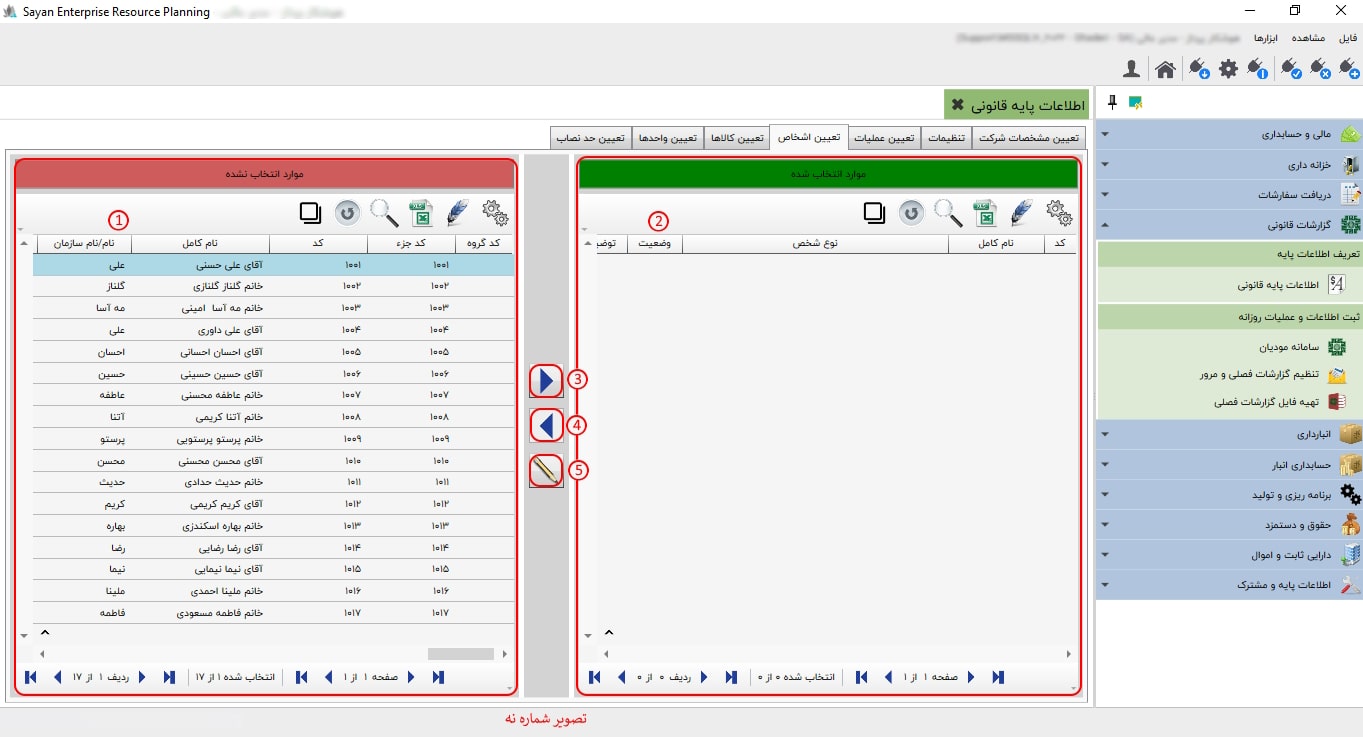 Sayan Enterprise Resource Planning
فایل مشاهده ابزارها
اطلاعات پایه قانونی
تعیین مشخصات شرکت تنظیمات تعیین عملیات تعیین اشخاص تعیین کالاها تعیین واحدها تعیین حد نصاب
مالی و حسابداری
خزانه داری
دریافت سفارشات
گزارشات قانونی
تعریف اطلاعات پایه
اطلاعات پایه قانونی
ثبت اطلاعات و عملیات روزانه
سامانه مودیان
تنظیم گزارشات فصلی و مرور
تهیه فایل گزارشات فصلی
انبارداری
حسابداری انبار
برنامه ریزی و تولید
حقوق و دستمزد
دارایی ثابت و اموال
اطلاعات پایه و مشترک
موارد انتخاب شده
2
کد نام کامل نوع شخص وضعیت توضی
صفحه ۱ از ۱ انتخاب شده ۰ از ۰ ردیف ۰ از ۰
3
4
5
موارد انتخاب نشده
1
کد گروه کد جزء کد نام کامل نام/نام سازمان
۱۰۰۱ ۱۰۰۱ آقای علی حسنی علی
۱۰۰۲ ۱۰۰۲ خانم گلناز گلنازی گلناز
۱۰۰۳ ۱۰۰۳ خانم مه آسا امینی مه آسا
۱۰۰۴ ۱۰۰۴ آقای علی داوری علی
۱۰۰۵ ۱۰۰۵ آقای احسان احسانی احسان
۱۰۰۶ ۱۰۰۶ آقای حسین حسینی حسین
۱۰۰۷ ۱۰۰۷ خانم عاطفه محسنی عاطفه
۱۰۰۸ ۱۰۰۸ خانم آتنا کریمی آتنا
۱۰۰۹ ۱۰۰۹ خانم پرستو پرستویی پرستو
۱۰۱۰ ۱۰۱۰ آقای محسن محسنی محسن
۱۰۱۱ ۱۰۱۱ خانم حدیث حدادی حدیث
۱۰۱۲ ۱۰۱۲ آقای کریم کریمی کریم
۱۰۱۳ ۱۰۱۳ خانم بهاره اسکندزی بهاره
۱۰۱۴ ۱۰۱۴ آقای رضا رضایی رضا
۱۰۱۵ ۱۰۱۵ آقای نیما نیمایی نیما
۱۰۱۶ ۱۰۱۶ خانم ملینا احمدی ملینا
۱۰۱۷ ۱۰۱۷ خانم فاطمه مسعودی فاطمه
صفحه ۱ از ۱ انتخاب شده ۱ از ۱۷ ردیف ۱ از ۱۷
تصویر شماره نه